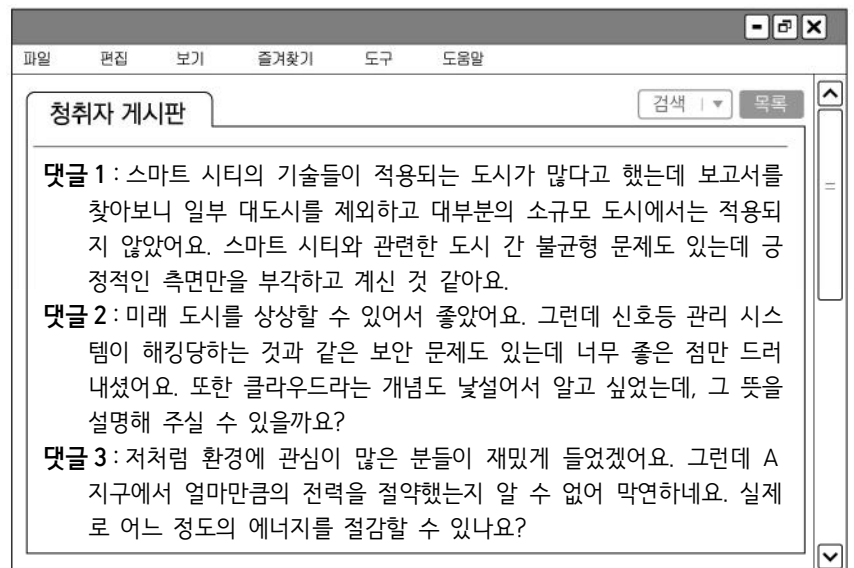 파일 편집 보기 즐겨찾기 도구 도움말
청취자 게시판
검색 목록
댓글 1 : 스마트 시티의 기술들이 적용되는 도시가 많다고 했는데 보고서를
찾아보니 일부 대도시를 제외하고 대부분의 소규모 도시에서는 적용되
지 않았어요. 스마트 시티와 관련한 도시 간 불균형 문제도 있는데 긍
정적인 측면만을 부각하고 계신 것 같아요.
댓글 2 : 미래 도시를 상상할 수 있어서 좋았어요. 그런데 신호등 관리 시스
템이 해킹당하는 것과 같은 보안 문제도 있는데 너무 좋은 점만 드러
내셨어요. 또한 클라우드라는 개념도 낯설어서 알고 싶었는데, 그 뜻을
설명해 주실 수 있을까요?
댓글 3 : 저처럼 환경에 관심이 많은 분들이 재밌게 들었겠어요. 그런데 A
지구에서 얼마만큼의 전력을 절약했는지 알 수 없어 막연하네요. 실제
로 어느 정도의 에너지를 절감할 수 있나요?